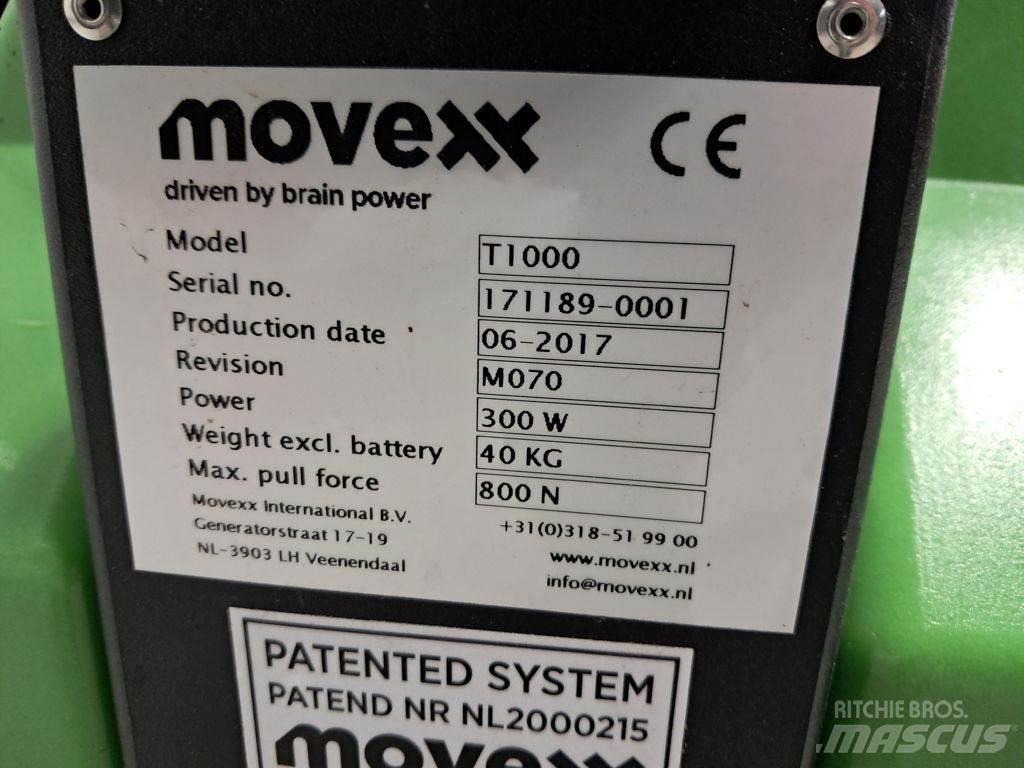 movexx CE
driven by brain power
Model T1000
Serial no. 171189-0001
Production date 06-2017
Revision M070
Power 300 W
Weight excl. battery 40 KG
Max. pull force 800 N
Movexx International B.V. +31(0)318-51 99 00
Generatorstraat 17-19 www.movexx.nl
NL-3903 LH Veenendaal info@movexx.nl
PATENTED SYSTEM
PATEND NR NL2000215
movexx
RITCHIE BROS.
MASCUS